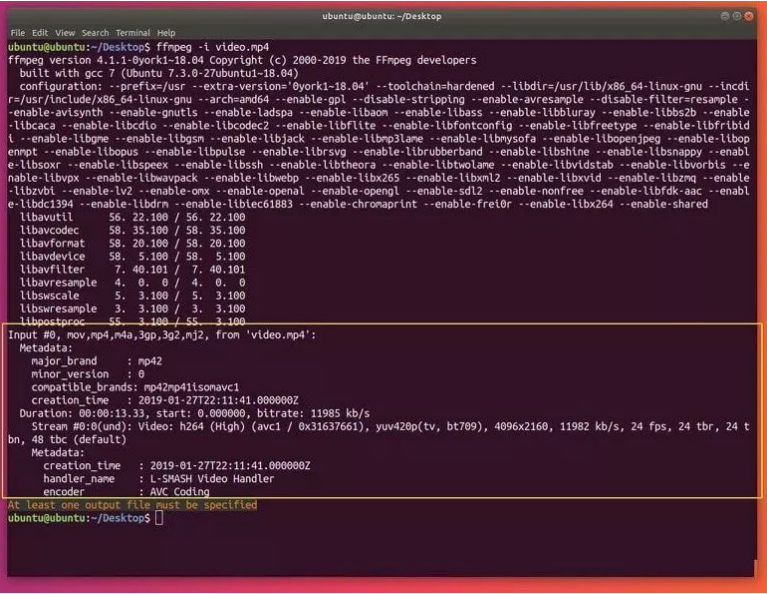 ubuntu@ubuntu: ~/Desktop
File Edit View Search Terminal Help
ubuntu@ubuntu:~/Desktop$ ffmpeg -i video.mp4
ffmpeg version 4.1.1-0york1~18.04 Copyright (c) 2000-2019 the FFmpeg developers
  built with gcc 7 (Ubuntu 7.3.0-27ubuntu1~18.04)
  configuration: --prefix=/usr --extra-version='0york1~18.04' --toolchain=hardened --libdir=/usr/lib/x86_64-linux-gnu --incdi
r=/usr/include/x86_64-linux-gnu --arch=amd64 --enable-gpl --disable-stripping --enable-avresample --disable-filter=resample -
-enable-avisynth --enable-gnutls --enable-ladspa --enable-libaom --enable-libass --enable-libbluray --enable-libbs2b --enable
-libcaca --enable-libcdio --enable-libcodec2 --enable-libflite --enable-libfontconfig --enable-libfreetype --enable-libfribid
i --enable-libgme --enable-libgsm --enable-libjack --enable-libmp3lame --enable-libmysofa --enable-libopenjpeg --enable-libop
enmpt --enable-libopus --enable-libpulse --enable-librsvg --enable-librubberband --enable-libshine --enable-libsnappy --enabl
e-libsoxr --enable-libspeex --enable-libssh --enable-libtheora --enable-libtwolame --enable-libvidstab --enable-libvorbis --e
nable-libvpx --enable-libwavpack --enable-libwebp --enable-libx265 --enable-libxml2 --enable-libxvid --enable-libzmq --enable
-libzvbi --enable-lv2 --enable-omx --enable-openal --enable-opengl --enable-sdl2 --enable-nonfree --enable-libfdk-aac --enabl
e-libdc1394 --enable-libdrm --enable-libiec61883 --enable-chromaprint --enable-frei0r --enable-libx264 --enable-shared
  libavutil      56. 22.100 / 56. 22.100
  libavcodec     58. 35.100 / 58. 35.100
  libavformat    58. 20.100 / 58. 20.100
  libavdevice    58.  5.100 / 58.  5.100
  libavfilter     7. 40.101 /  7. 40.101
  libavresample   4.  0.  0 /  4.  0.  0
  libswscale      5.  3.100 /  5.  3.100
  libswresample   3.  3.100 /  3.  3.100
  libpostproc    55.  3.100 / 55.  3.100
Input #0, mov,mp4,m4a,3gp,3g2,mj2, from 'video.mp4':
  Metadata:
    major_brand     : mp42
    minor_version   : 0
    compatible_brands: mp42mp41isomavc1
    creation_time   : 2019-01-27T22:11:41.000000Z
  Duration: 00:00:13.33, start: 0.000000, bitrate: 11985 kb/s
    Stream #0:0(und): Video: h264 (High) (avc1 / 0x31637661), yuv420p(tv, bt709), 4096x2160, 11982 kb/s, 24 fps, 24 tbr, 24 t
bn, 48 tbc (default)
    Metadata:
      creation_time   : 2019-01-27T22:11:41.000000Z
      handler_name    : L-SMASH Video Handler
      encoder         : AVC Coding
At least one output file must be specified
ubuntu@ubuntu:~/Desktop$